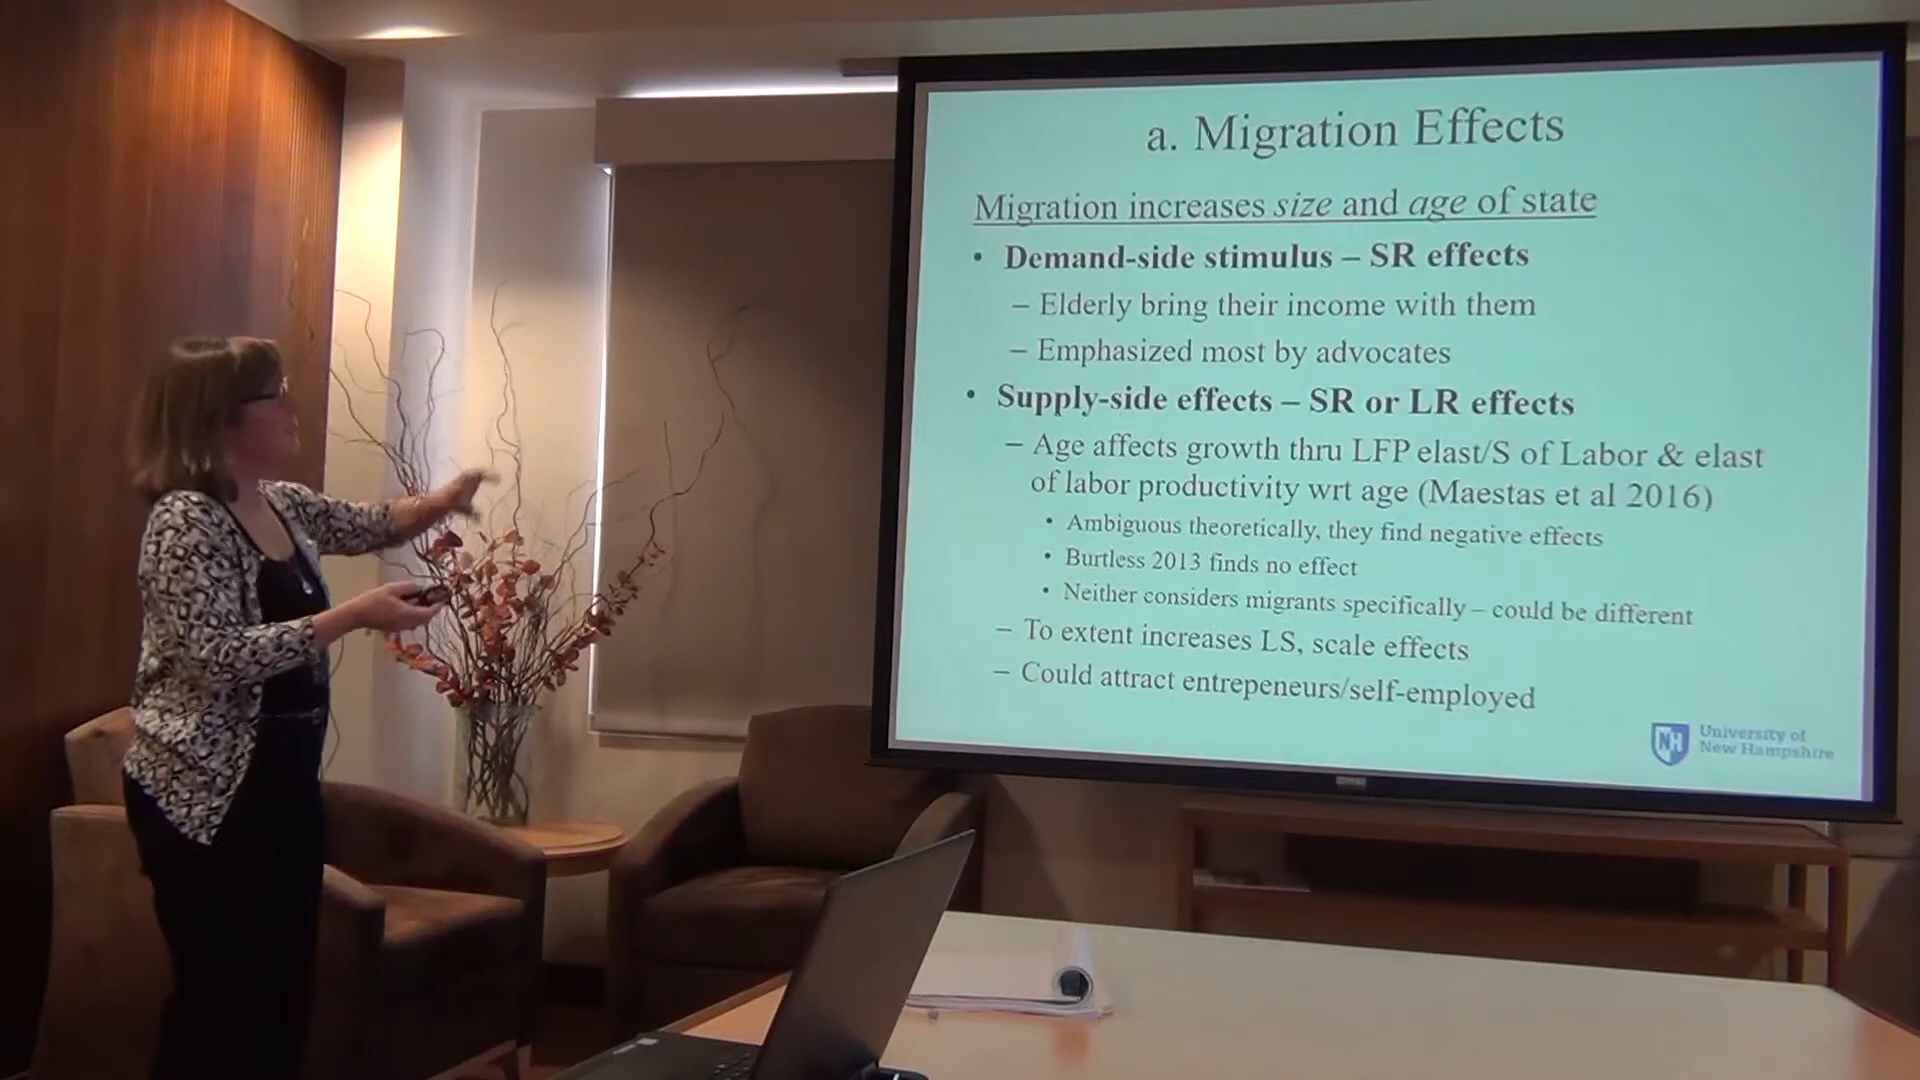 a. Migration Effects
Migration increases size and age of state
• Demand-side stimulus – SR effects
– Elderly bring their income with them
– Emphasized most by advocates
• Supply-side effects – SR or LR effects
– Age affects growth thru LFP elast/S of Labor & elast
of labor productivity wrt age (Maestas et al 2016)
• Ambiguous theoretically, they find negative effects
• Burtless 2013 finds no effect
• Neither considers migrants specifically – could be different
– To extent increases LS, scale effects
– Could attract entrepeneurs/self-employed
NH
University of
New Hampshire